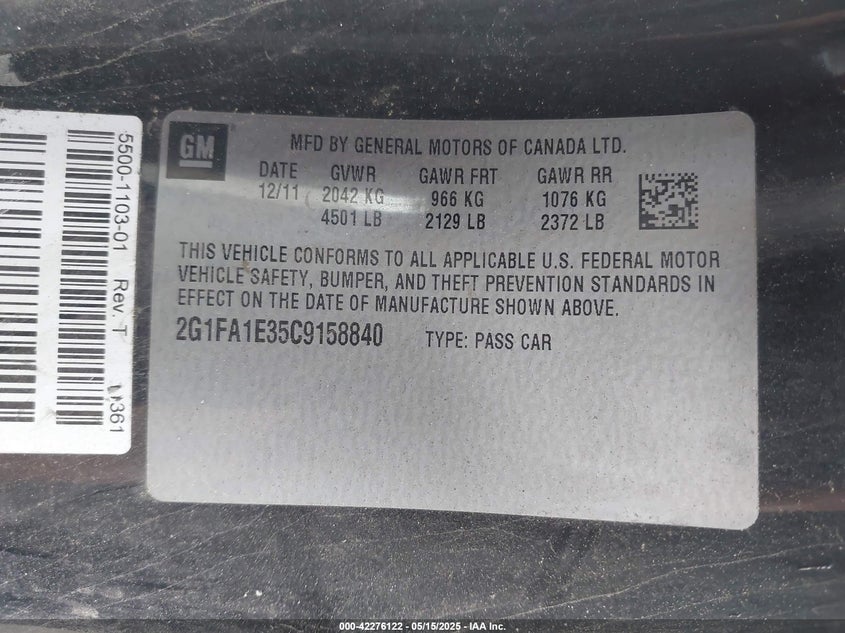 5500-1103-01 Rev. T
11361
GM
MFD BY GENERAL MOTORS OF CANADA LTD.
DATE GVWR GAWR FRT GAWR RR
12/11 2042 KG 966 KG 1076 KG
4501 LB 2129 LB 2372 LB
THIS VEHICLE CONFORMS TO ALL APPLICABLE U.S. FEDERAL MOTOR
VEHICLE SAFETY, BUMPER, AND THEFT PREVENTION STANDARDS IN
EFFECT ON THE DATE OF MANUFACTURE SHOWN ABOVE.
2G1FA1E35C9158840 TYPE: PASS CAR
000-42276122 - 05/15/2025 - IAA Inc.